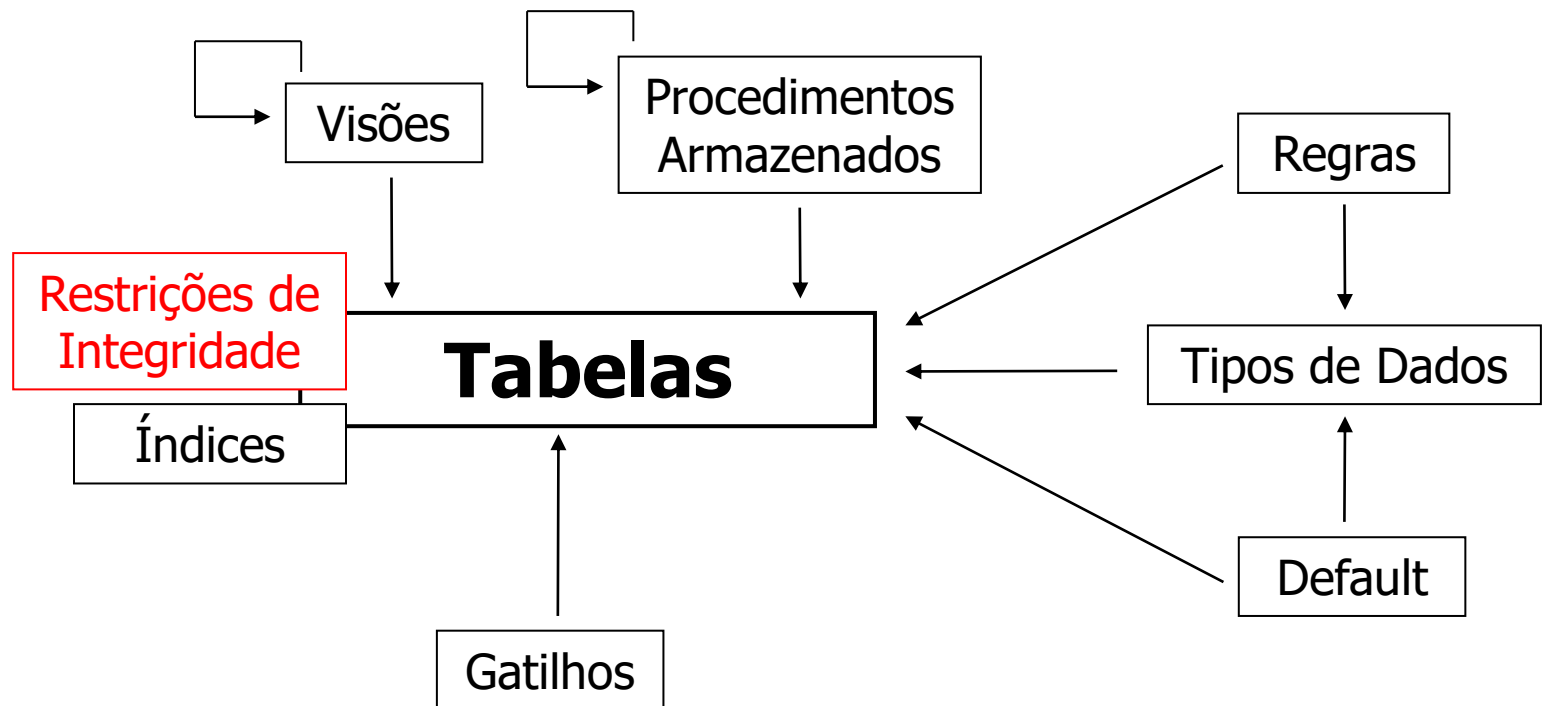 Procedimentos
Armazenados
Visões
Regras
Restrições de
Integridade
Tabelas
Tipos de Dados
Índices
Default
Gatilhos